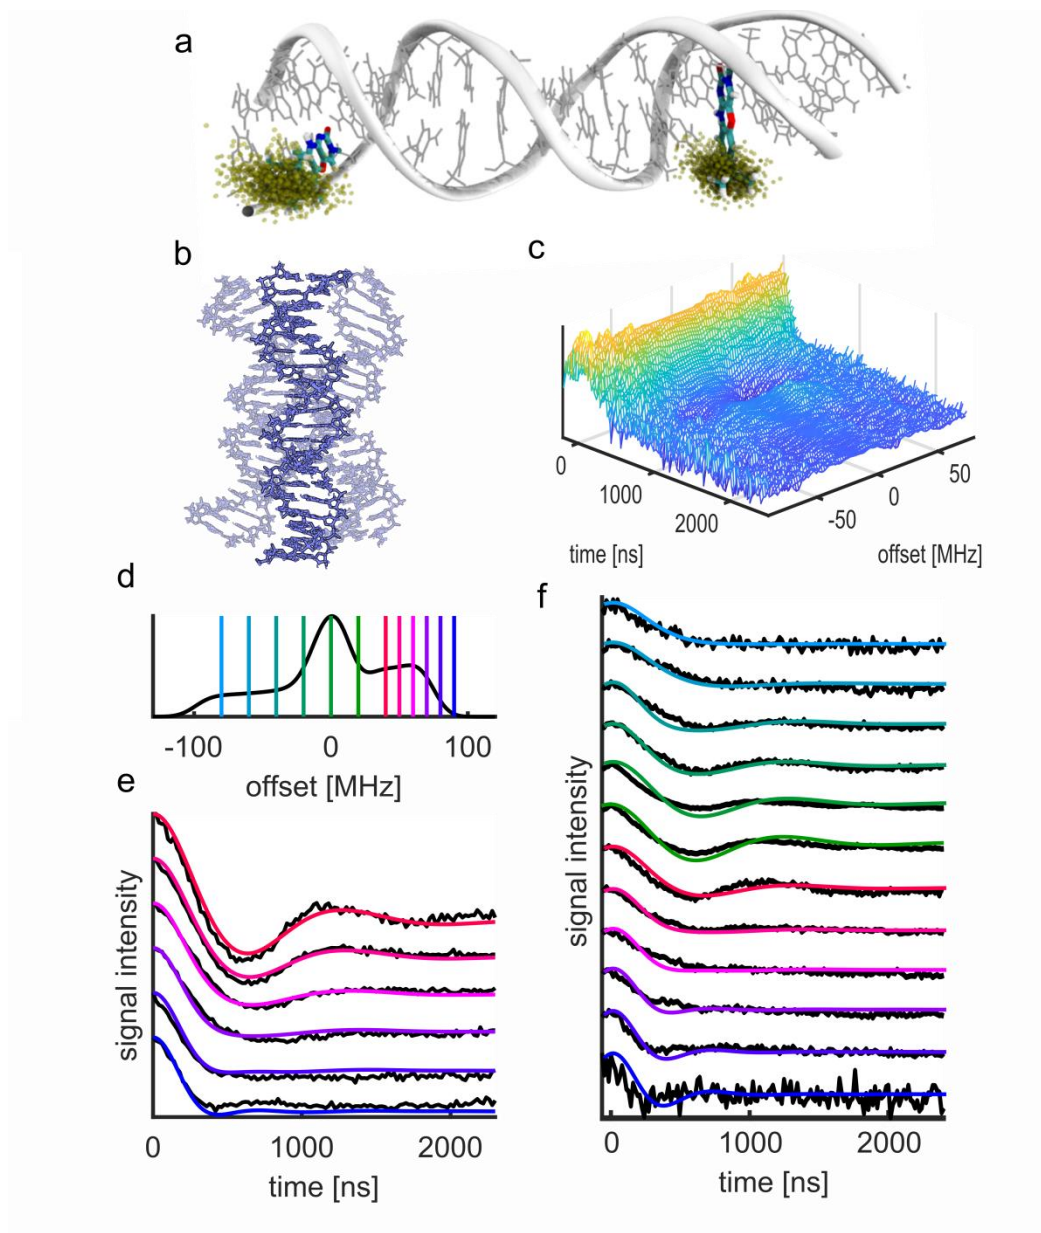 a
b
c
0
1000
2000
time [ns]
-50
0
50
offset [MHz]
d
-100
0
100
offset [MHz]
e
signal intensity
0
1000
2000
time [ns]
f
signal intensity
0
1000
2000
time [ns]